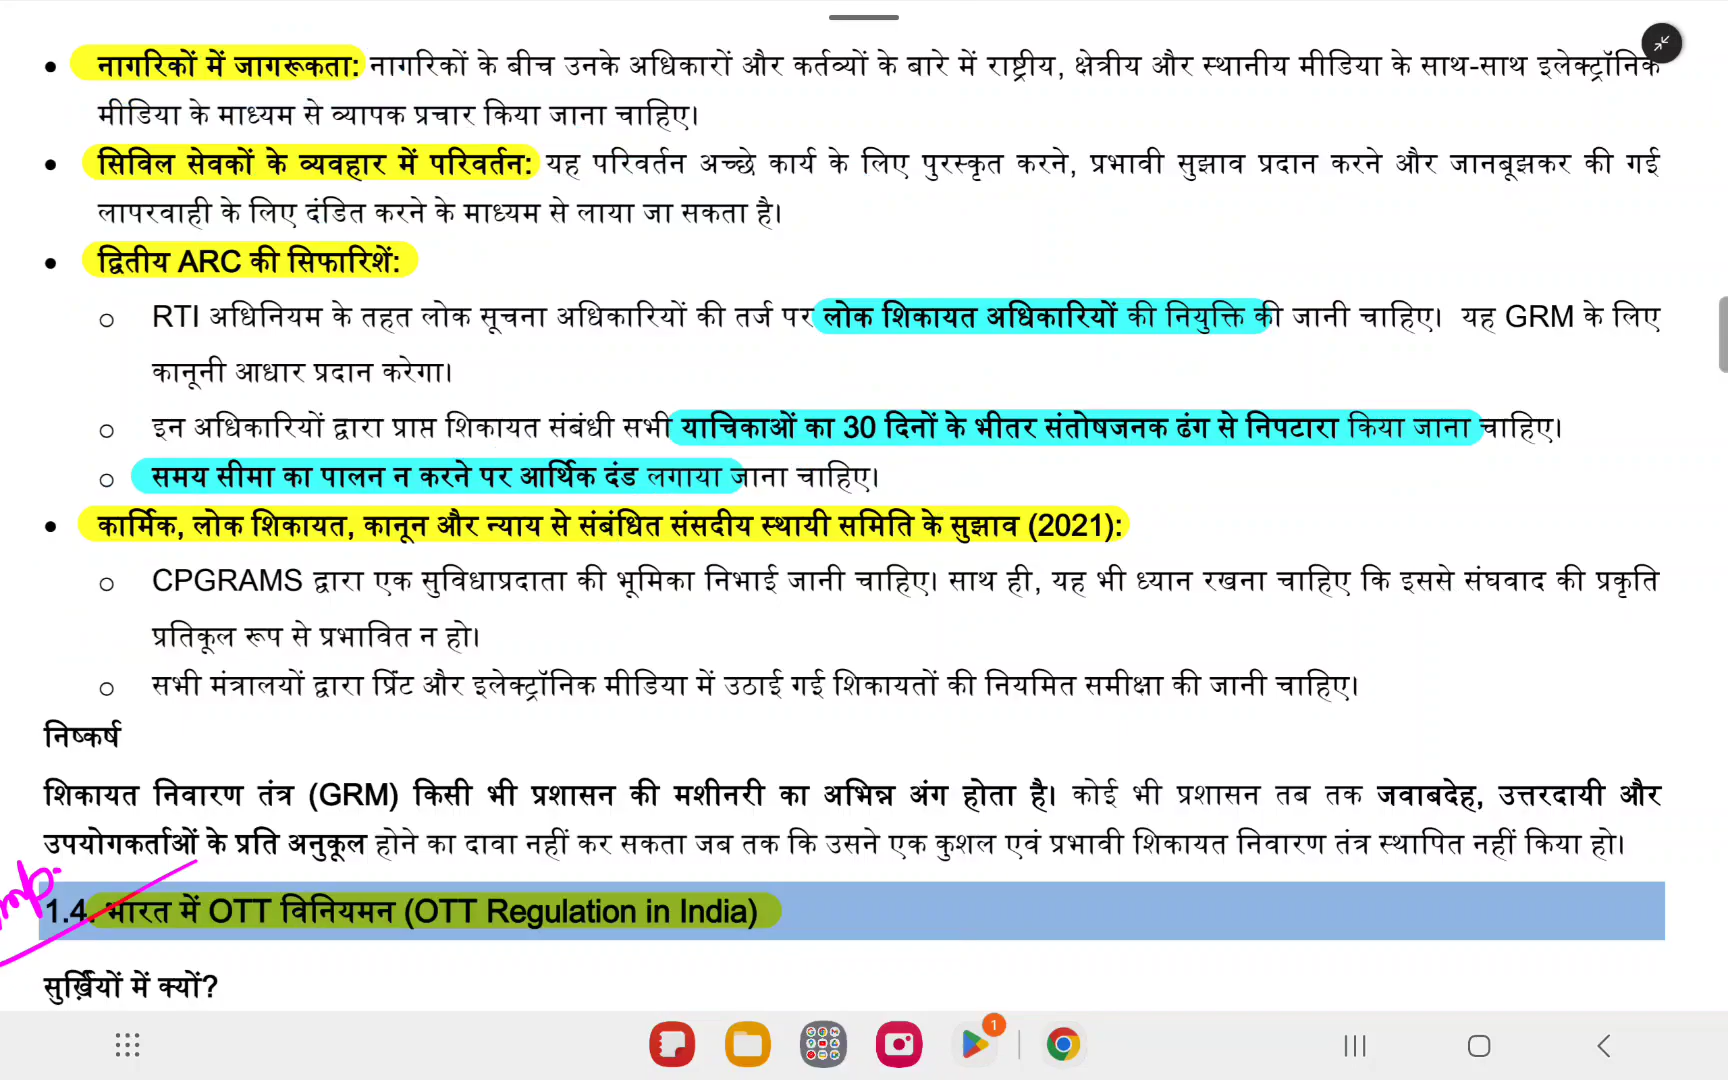 • नागरिकों में जागरूकता: नागरिकों के बीच उनके अधिकारों और कर्तव्यों के बारे में राष्ट्रीय, क्षेत्रीय और स्थानीय मीडिया के साथ-साथ इलेक्ट्रॉनिक
मीडिया के माध्यम से व्यापक प्रचार किया जाना चाहिए।
• सिविल सेवकों के व्यवहार में परिवर्तन: यह परिवर्तन अच्छे कार्य के लिए पुरस्कृत करने, प्रभावी सुझाव प्रदान करने और जानबूझकर की गई
लापरवाही के लिए दंडित करने के माध्यम से लाया जा सकता है।
• द्वितीय ARC की सिफारिशें:
o RTI अधिनियम के तहत लोक सूचना अधिकारियों की तर्ज पर लोक शिकायत अधिकारियों की नियुक्ति की जानी चाहिए। यह GRM के लिए
कानूनी आधार प्रदान करेगा।
o इन अधिकारियों द्वारा प्राप्त शिकायत संबंधी सभी याचिकाओं का 30 दिनों के भीतर संतोषजनक ढंग से निपटारा किया जाना चाहिए।
o समय सीमा का पालन न करने पर आर्थिक दंड लगाया जाना चाहिए।
• कार्मिक, लोक शिकायत, कानून और न्याय से संबंधित संसदीय स्थायी समिति के सुझाव (2021):
o CPGRAMS द्वारा एक सुविधाप्रदाता की भूमिका निभाई जानी चाहिए। साथ ही, यह भी ध्यान रखना चाहिए कि इससे संघवाद की प्रकृति
प्रतिकूल रूप से प्रभावित न हो।
o सभी मंत्रालयों द्वारा प्रिंट और इलेक्ट्रॉनिक मीडिया में उठाई गई शिकायतों की नियमित समीक्षा की जानी चाहिए।
निष्कर्ष
शिकायत निवारण तंत्र (GRM) किसी भी प्रशासन की मशीनरी का अभिन्न अंग होता है। कोई भी प्रशासन तब तक जवाबदेह, उत्तरदायी और
उपयोगकर्ताओं के प्रति अनुकूल होने का दावा नहीं कर सकता जब तक कि उसने एक कुशल एवं प्रभावी शिकायत निवारण तंत्र स्थापित नहीं किया हो।
1.4. भारत में OTT विनियमन (OTT Regulation in India)
सुर्ख़ियों में क्यों?
1